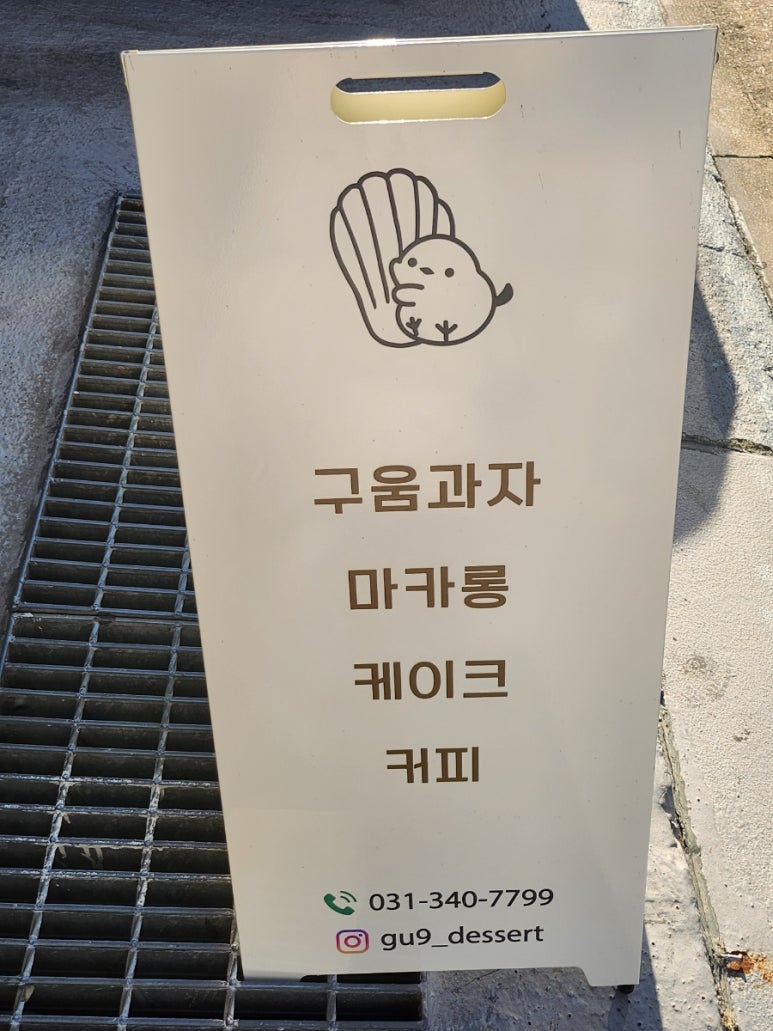 구움과자
마카롱
케이크
커피
031-340-7799
gu9_dessert